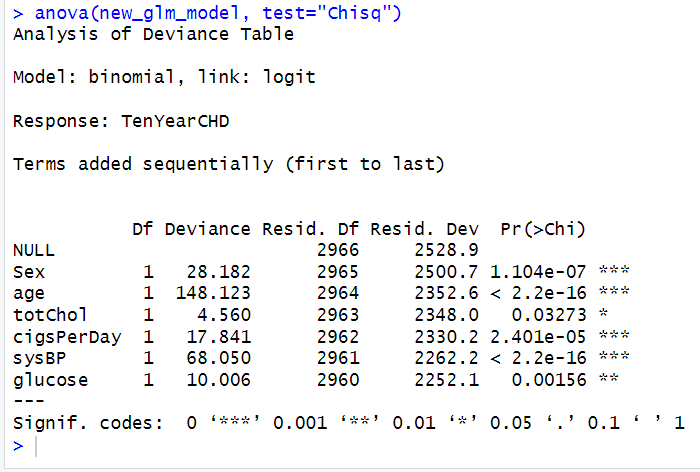 > anova(new_glm_model, test="Chisq")
Analysis of Deviance Table

Model: binomial, link: logit

Response: TenYearCHD

Terms added sequentially (first to last)


           Df Deviance Resid. Df Resid. Dev  Pr(>Chi)    
NULL                        2966     2528.9              
Sex         1   28.182      2965     2500.7 1.104e-07 ***
age         1  148.123      2964     2352.6 < 2.2e-16 ***
totChol     1    4.560      2963     2348.0   0.03273 *  
cigsPerDay  1   17.841      2962     2330.2 2.401e-05 ***
sysBP       1   68.050      2961     2262.2 < 2.2e-16 ***
glucose     1   10.006      2960     2252.1   0.00156 ** 
---
Signif. codes:  0 ‘***’ 0.001 ‘**’ 0.01 ‘*’ 0.05 ‘.’ 0.1 ‘ ’ 1
>